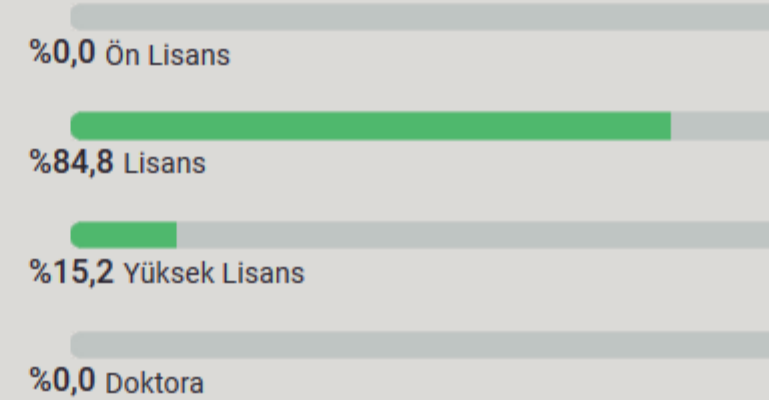 %0,0 Ön Lisans
%84,8 Lisans
%15,2 Yüksek Lisans
%0,0 Doktora